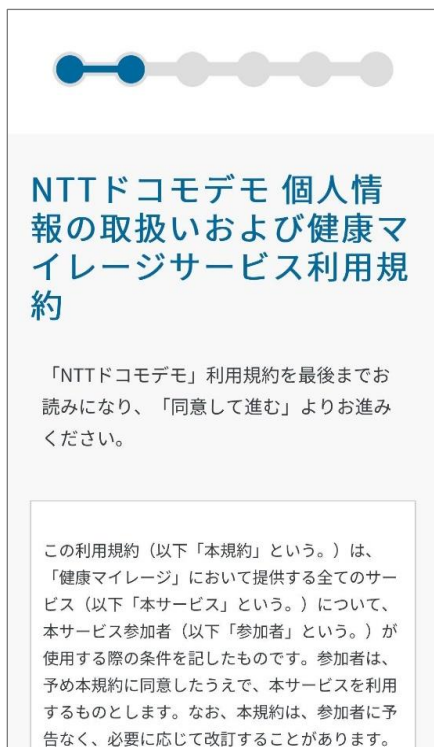 NTTドコモデモ 個人情
報の取扱いおよび健康マ
イレージサービス利用規
約
「NTTドコモデモ」利用規約を最後までお
読みになり、「同意して進む」よりお進み
ください。
この利用規約（以下「本規約」という。）は、
「健康マイレージ」において提供する全てのサー
ビス（以下「本サービス」という。）について、
本サービス参加者（以下「参加者」という。）が
使用する際の条件を記したものです。参加者は、
予め本規約に同意したうえで、本サービスを利用
するものとします。なお、本規約は、参加者に予
告なく、必要に応じて改訂することがあります。